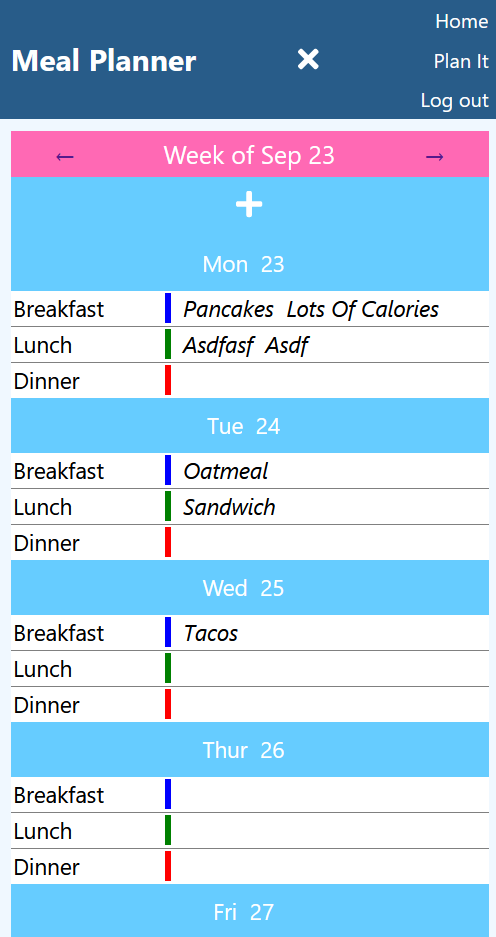 Home
Meal Planner
Plan It
Log out
← Week of Sep 23 →
Mon 23
Breakfast Pancakes Lots Of Calories
Lunch Asdfasf Asdf
Dinner
Tue 24
Breakfast Oatmeal
Lunch Sandwich
Dinner
Wed 25
Breakfast Tacos
Lunch
Dinner
Thur 26
Breakfast
Lunch
Dinner
Fri 27